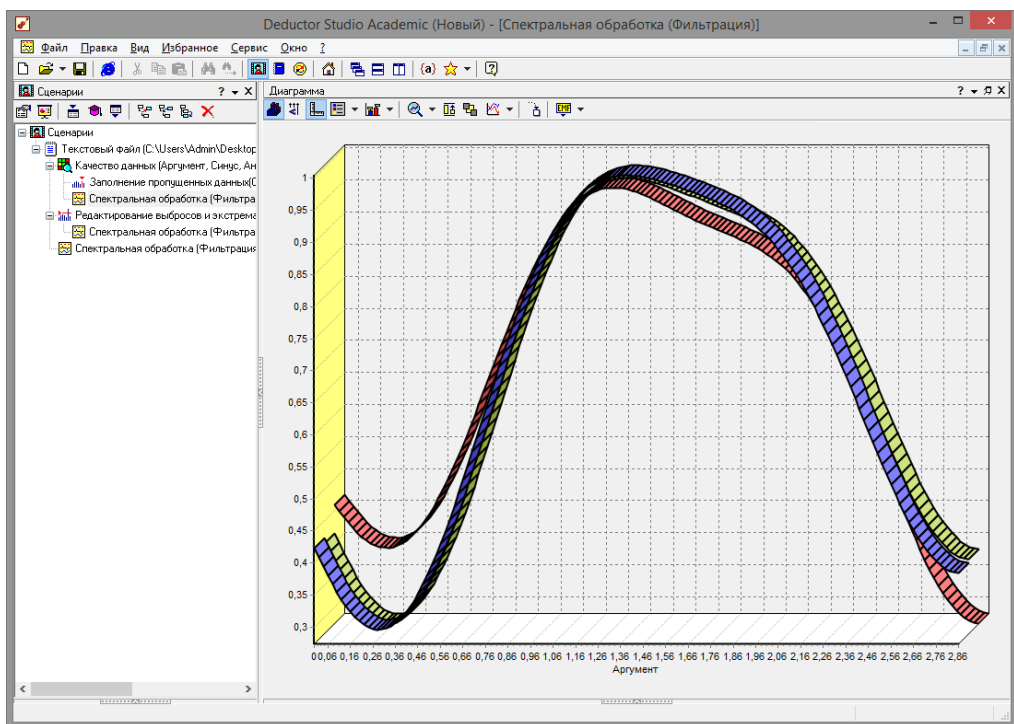 Deductor Studio Academic (Новый) - [Спектральная обработка (Фильтрация)]
Файл Правка Вид Избранное Сервис Окно ?
Сценарии
Диаграмма
Сценарии
Текстовый файл (C:\Users\Admin\Desktop
Качество данных (Аргумент, Синус, Ан
Заполнение пропущенных данных(С
Спектральная обработка (Фильтра
Редактирование выбросов и экстрема
Спектральная обработка (Фильтра
Спектральная обработка (Фильтрация
EMF
1
0,95
0,9
0,85
0,8
0,75
0,7
0,65
0,6
0,55
0,5
0,45
0,4
0,35
0,3
0 0,06 0,16 0,26 0,36 0,46 0,56 0,66 0,76 0,86 0,96 1,06 1,16 1,26 1,36 1,46 1,56 1,66 1,76 1,86 1,96 2,06 2,16 2,26 2,36 2,46 2,56 2,66 2,76 2,86
Аргумент